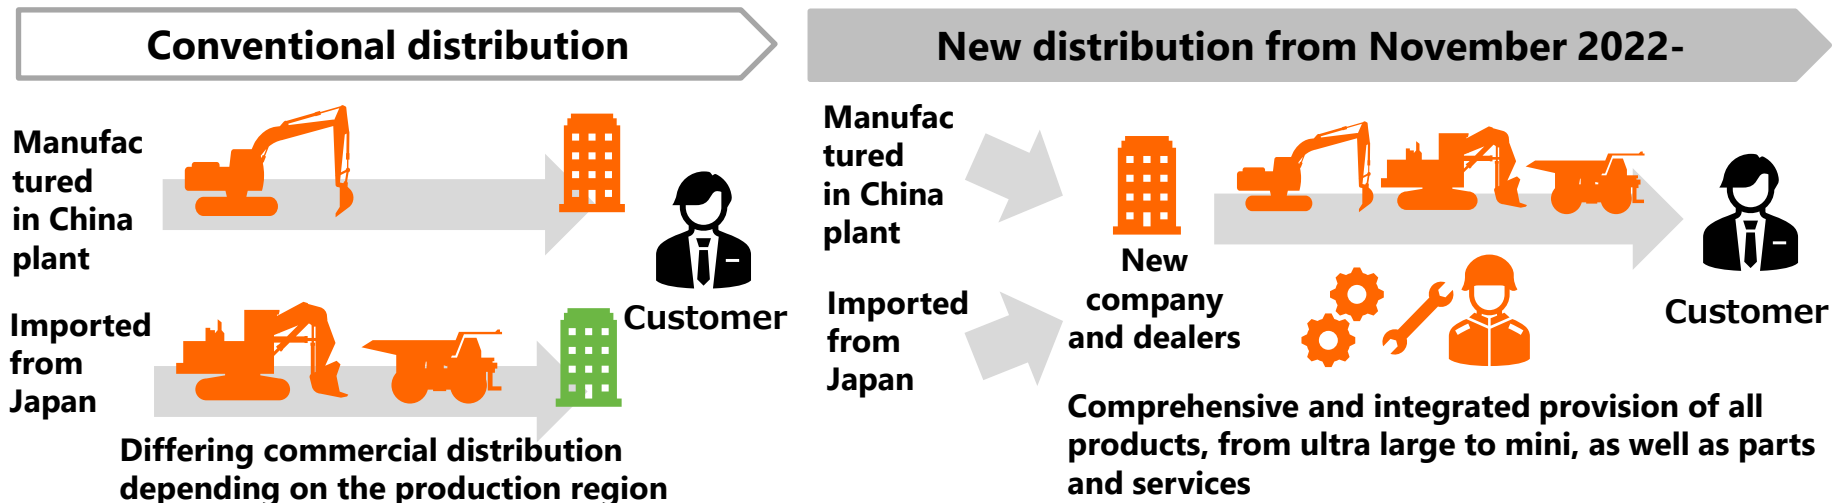 Conventional distribution
Manufac
tured
in China
plant
Imported
from
Japan
Customer
Differing commercial distribution
depending on the production region
New distribution from November 2022-
Manufac
tured
in China
plant
Imported
from
Japan
New
company
and dealers
Customer
Comprehensive and integrated provision of all
products, from ultra large to mini, as well as parts
and services